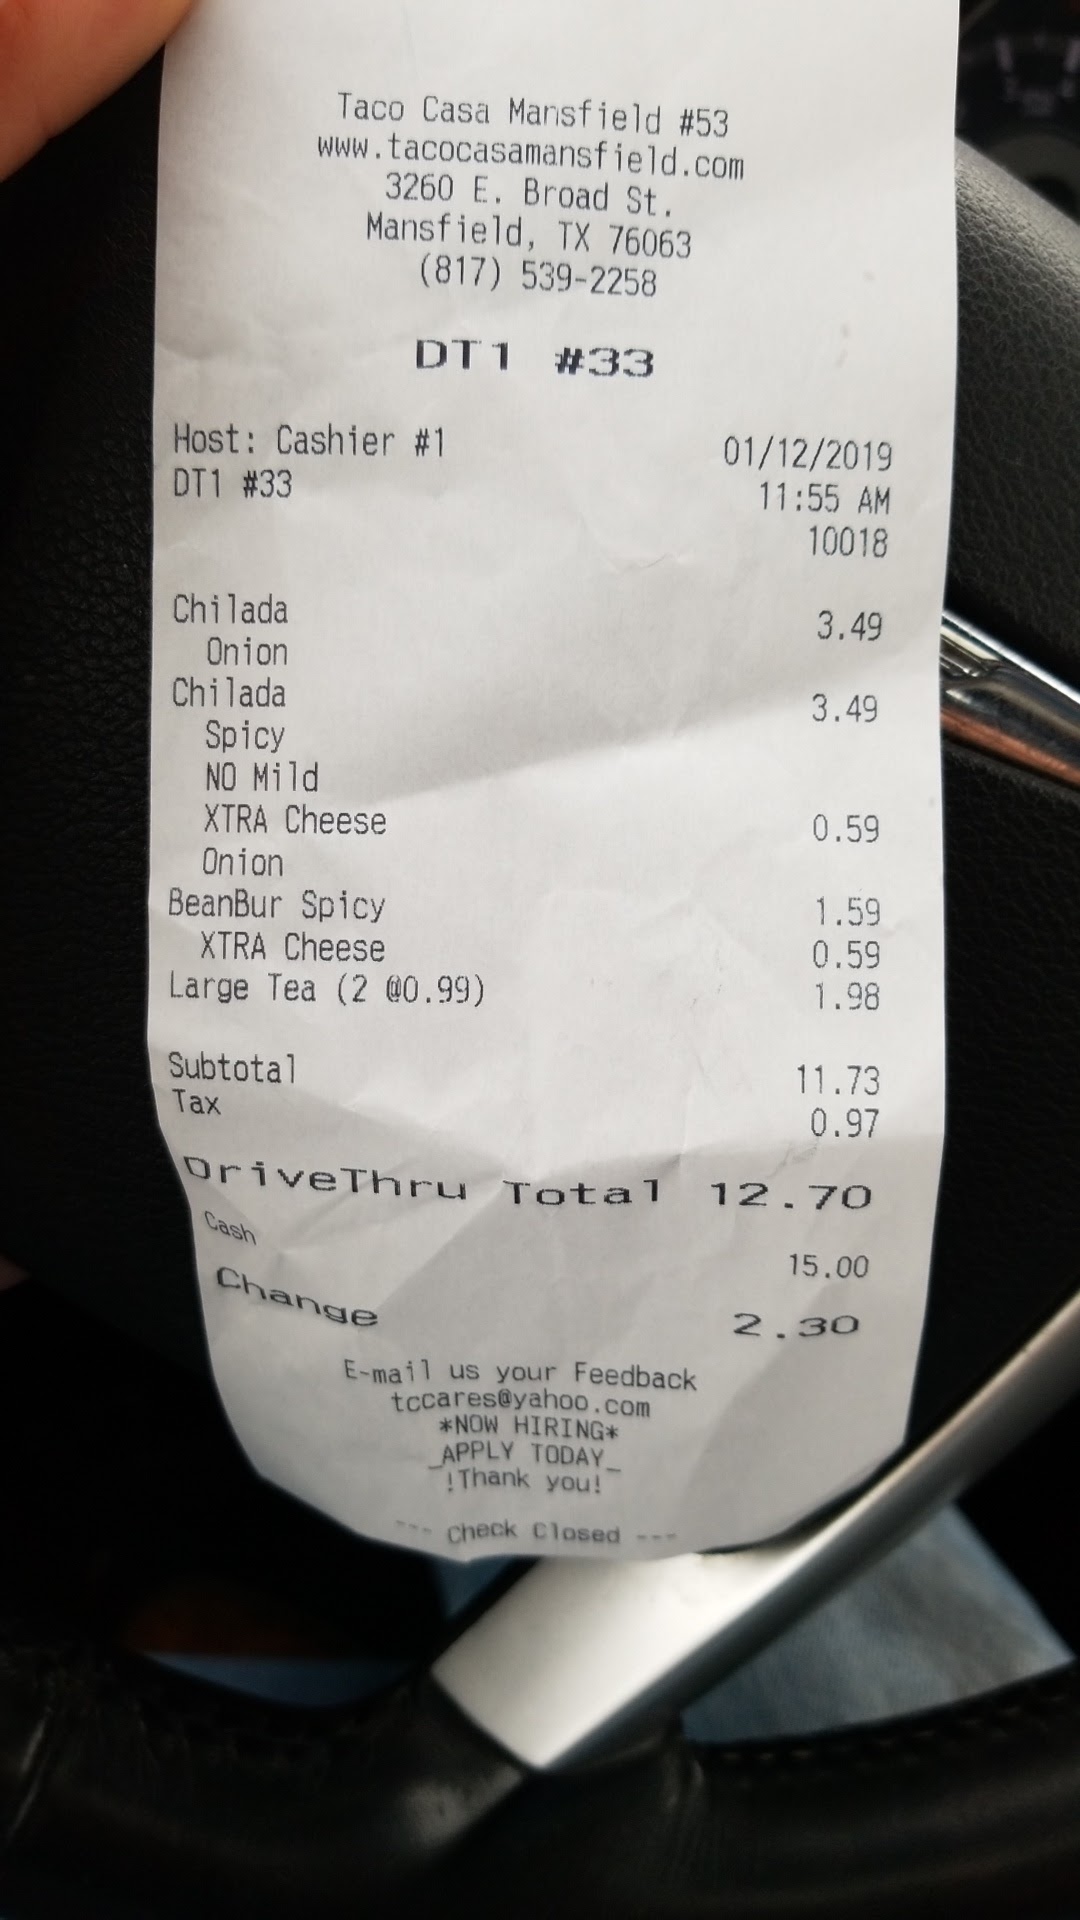 Taco Casa Mansfield #53
www.tacocasamansfield.com
3260 E. Broad St.
Mansfield, TX 76063
(817) 539-2258
DT1 #33
Host: Cashier #1 01/12/2019
DT1 #33 11:55 AM
10018
Chilada 3.49
Onion
Chilada 3.49
Spicy
NO Mild
XTRA Cheese 0.59
Onion
BeanBur Spicy 1.59
XTRA Cheese 0.59
Large Tea (2 @0.99) 1.98
Subtotal 11.73
Tax 0.97
DriveThru Total 12.70
Cash 15.00
Change 2.30
E-mail us your Feedback
tccares@yahoo.com
*NOW HIRING*
_APPLY TODAY_
!Thank you!
--- Check Closed ---